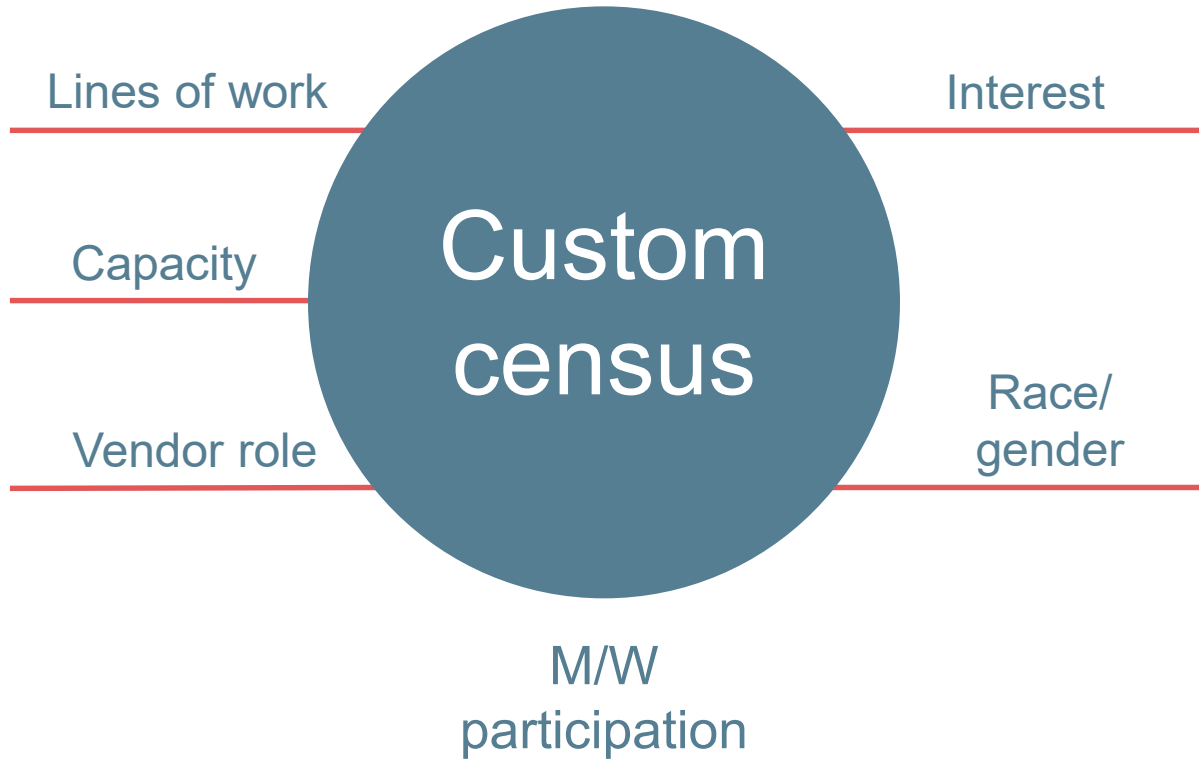 Lines of work
Interest
Capacity
Custom
census
Vendor role
Race/
gender
M/W
participation